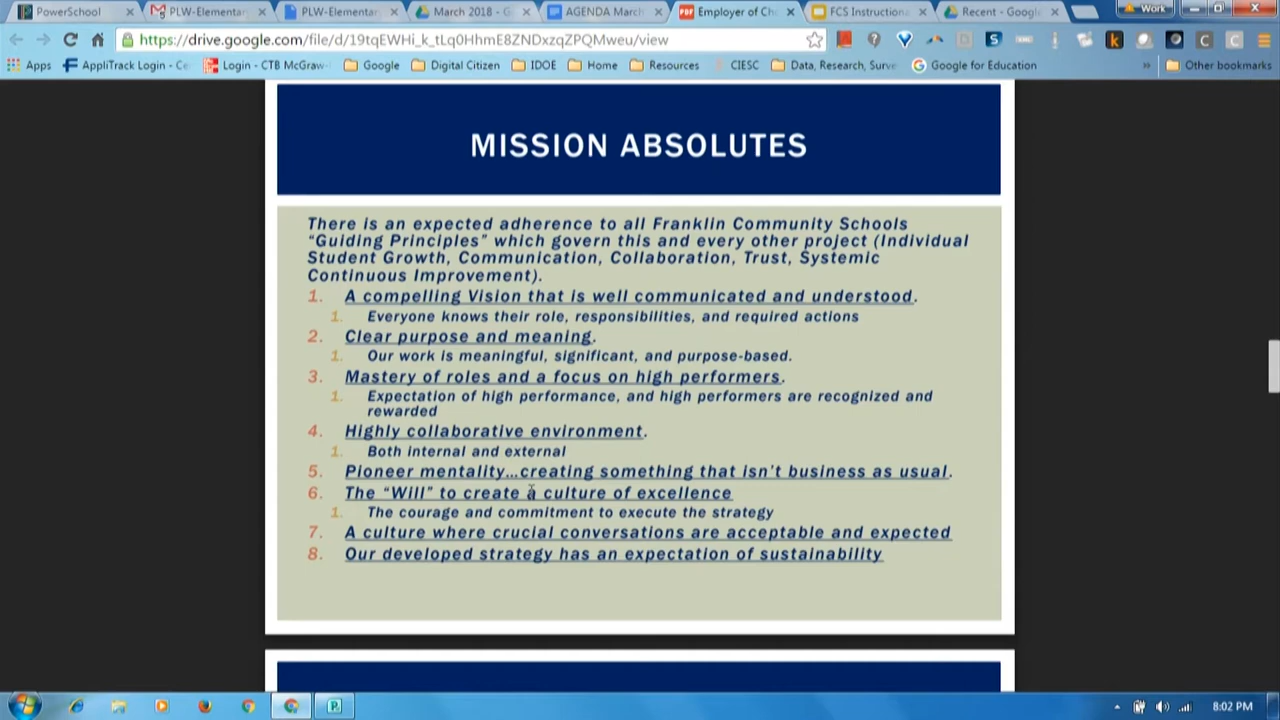 PowerSchool
PLW-Elementar
PLW-Elementar
March 2018 - G
AGENDA March
Employer of Ch
FCS Instruction
Recent - Google
Work
https://drive.google.com/file/d/19tqEWHi_k_tLq0HhmE8ZNDxzqZPQMweu/view
Apps
AppliTrack Login - Ce
Login - CTB McGraw-
Google
Digital Citizen
IDOE
Home
Resources
CIESC
Data, Research, Surve
Google for Education
»
Other bookmarks
MISSION ABSOLUTES
There is an expected adherence to all Franklin Community Schools
“Guiding Principles” which govern this and every other project (Individual
Student Growth, Communication, Collaboration, Trust, Systemic
Continuous Improvement).
1. A compelling Vision that is well communicated and understood.
1. Everyone knows their role, responsibilities, and required actions
2. Clear purpose and meaning.
1. Our work is meaningful, significant, and purpose-based.
3. Mastery of roles and a focus on high performers.
1. Expectation of high performance, and high performers are recognized and
rewarded
4. Highly collaborative environment.
1. Both internal and external
5. Pioneer mentality…creating something that isn’t business as usual.
6. The “Will” to create a culture of excellence
1. The courage and commitment to execute the strategy
7. A culture where crucial conversations are acceptable and expected
8. Our developed strategy has an expectation of sustainability
8:02 PM